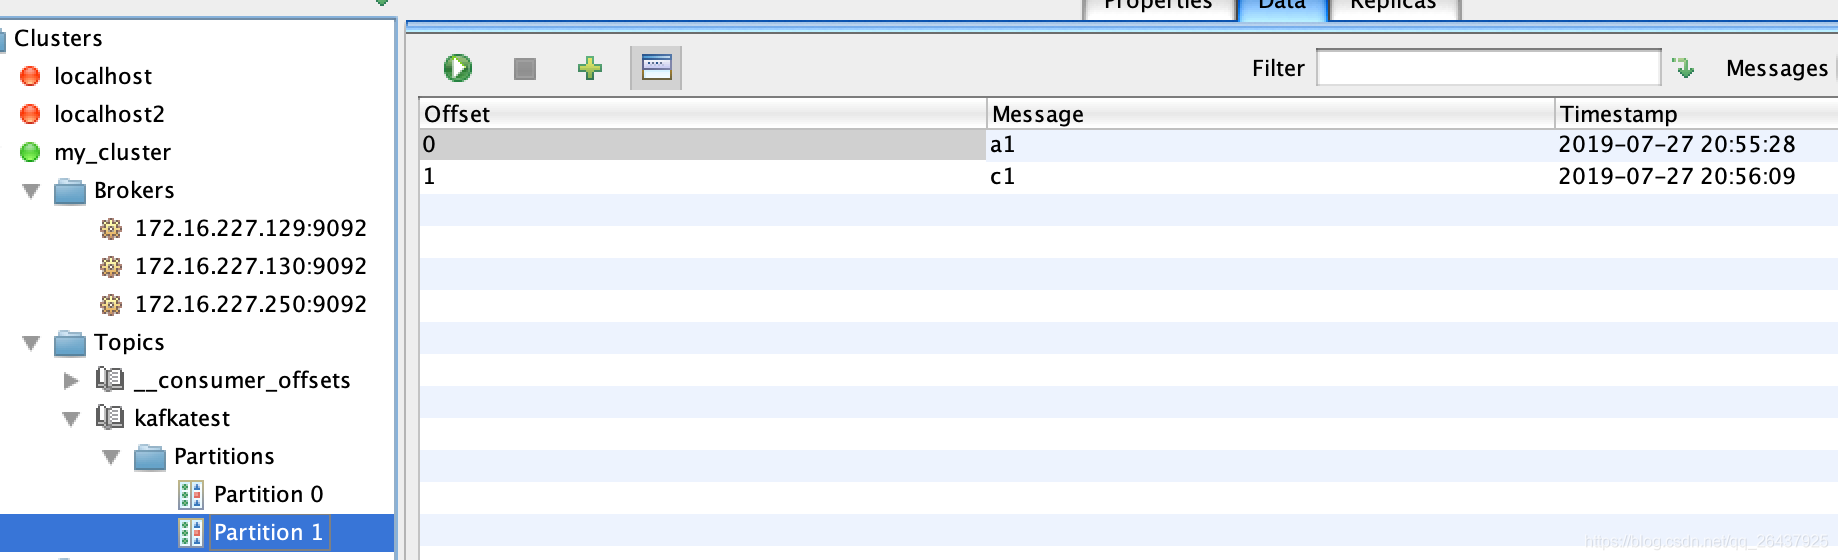 Properties Data Replicas
Clusters
localhost
localhost2
my_cluster
Brokers
172.16.227.129:9092
172.16.227.130:9092
172.16.227.250:9092
Topics
__consumer_offsets
kafkatest
Partitions
Partition 0
Partition 1
Filter Messages
Offset Message Timestamp
0 a1 2019-07-27 20:55:28
1 c1 2019-07-27 20:56:09
https://blog.csdn.net/qq_26437925